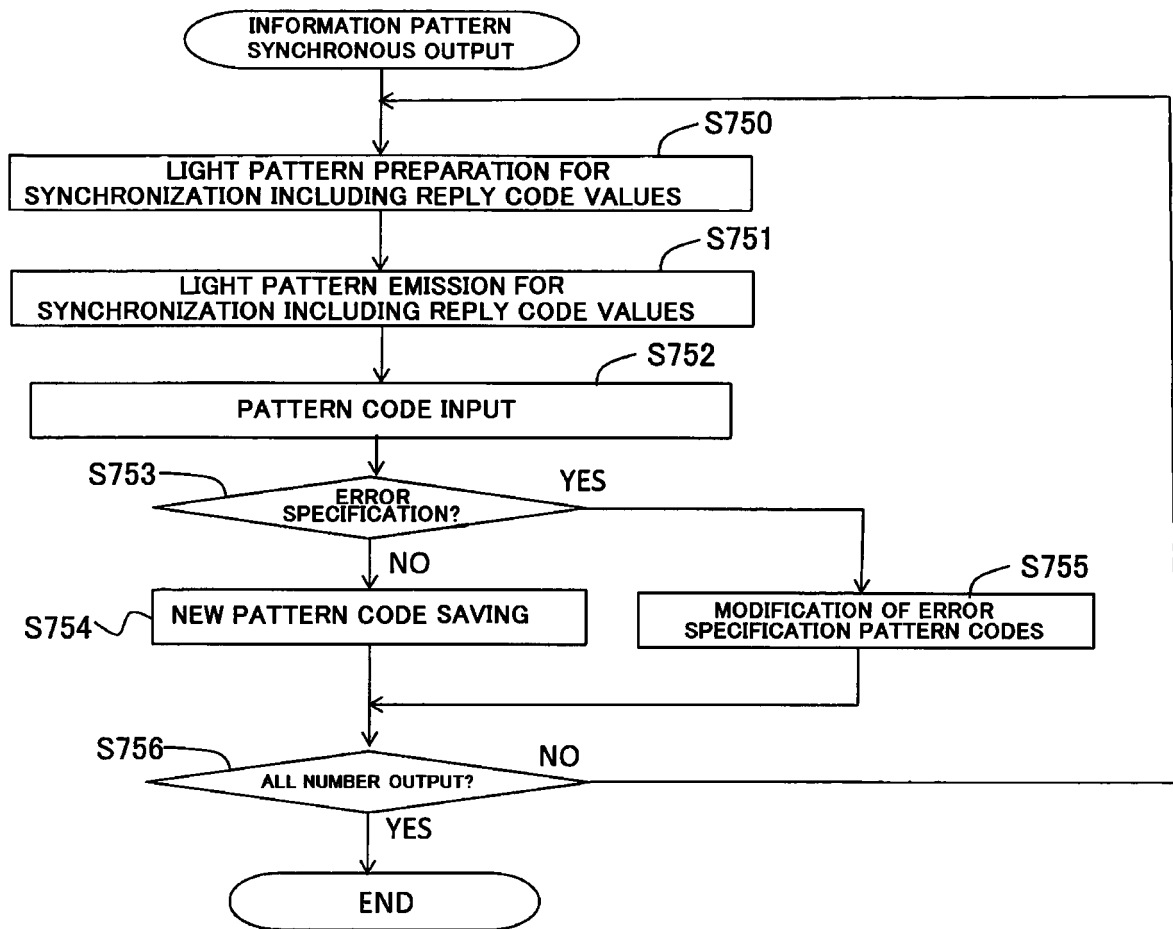 INFORMATION PATTERN
SYNCHRONOUS OUTPUT
S750
LIGHT PATTERN PREPARATION FOR
SYNCHRONIZATION INCLUDING REPLY CODE VALUES
S751
LIGHT PATTERN EMISSION FOR
SYNCHRONIZATION INCLUDING REPLY CODE VALUES
S752
PATTERN CODE INPUT
S753
YES
ERROR
SPECIFICATION?
NO
S755
S754
NEW PATTERN CODE SAVING
MODIFICATION OF ERROR
SPECIFICATION PATTERN CODES
S756
NO
ALL NUMBER OUTPUT?
YES
END